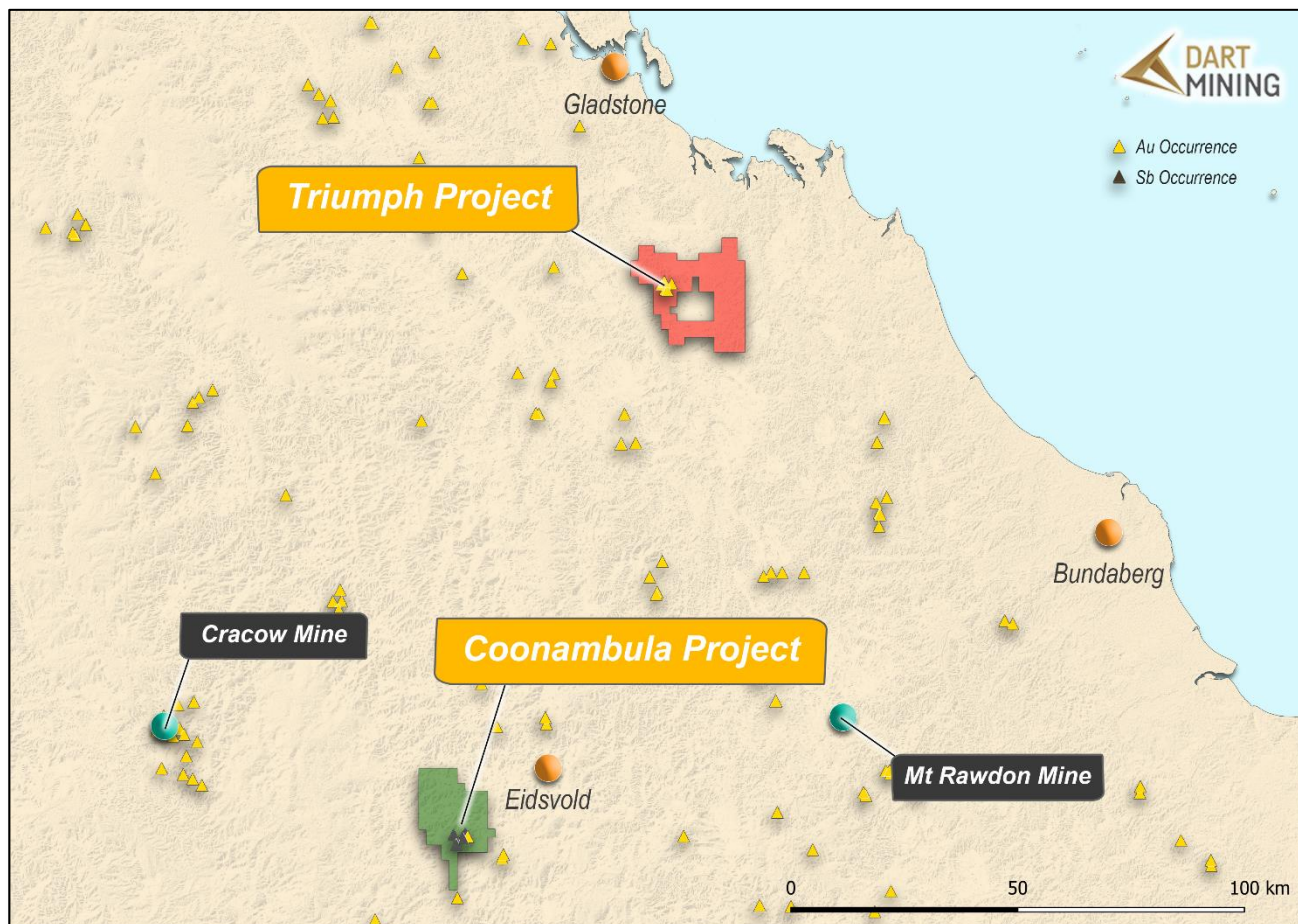 DART
MINING
Gladstone
Au Occurrence
Sb Occurrence
Triumph Project
Bundaberg
Cracow Mine
Coonambula Project
Mt Rawdon Mine
Eidsvold
0 50 100 km